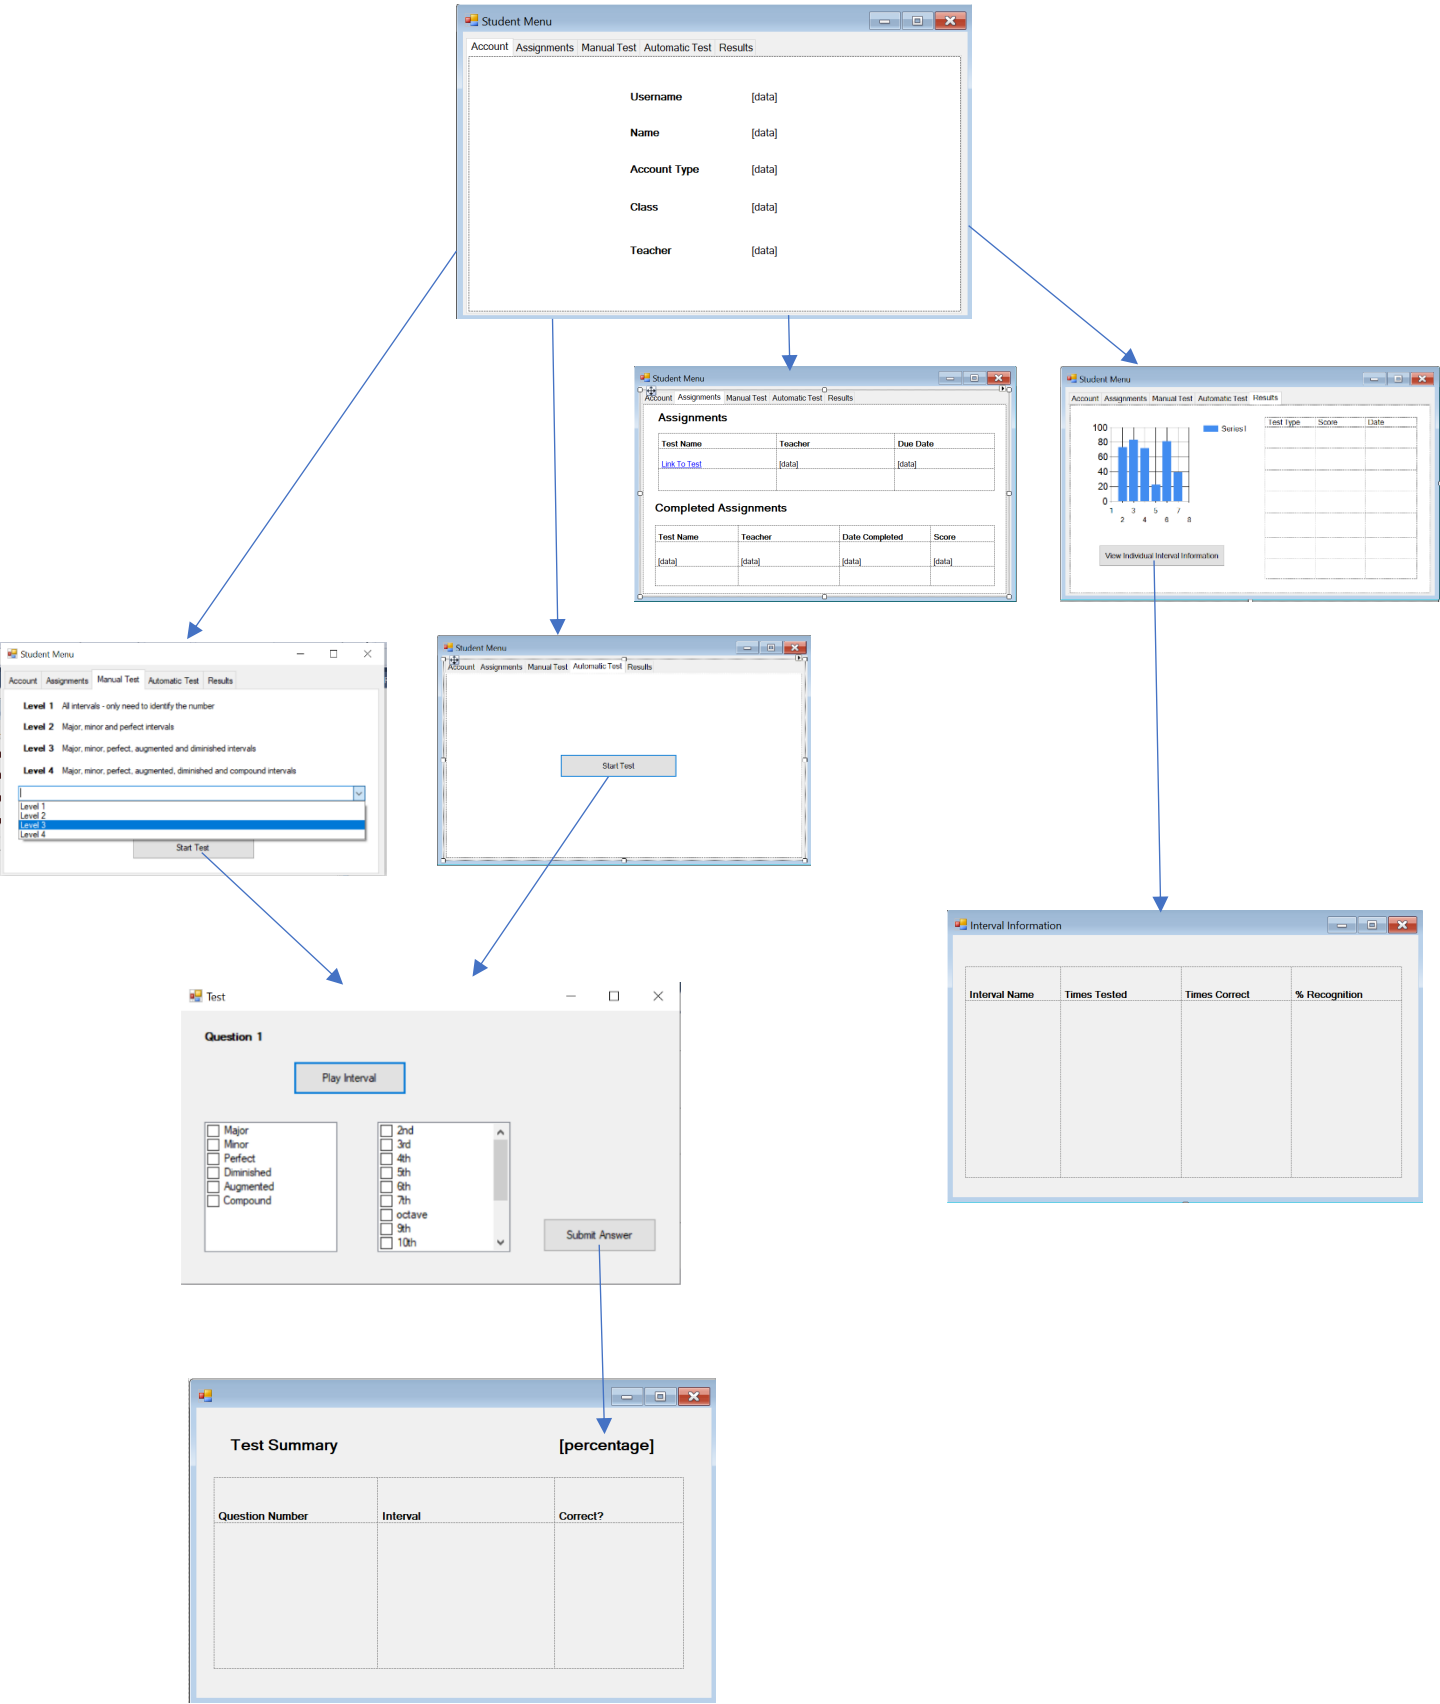 Student Menu
Account Assignments Manual Test Automatic Test Results
Username [data]
Name [data]
Account Type [data]
Class [data]
Teacher [data]
Student Menu
Account Assignments Manual Test Automatic Test Results
Assignments
Test Name Teacher Due Date
Link To Test [data] [data]
Completed Assignments
Test Name Teacher Date Completed Score
[data] [data] [data] [data]
Student Menu
Account Assignments Manual Test Automatic Test Results
100
80
60
40
20
0
1 3 5 7
2 4 6 8
Series1
Test Type Score Date
View Individual Interval Information
Student Menu
Account Assignments Manual Test Automatic Test Results
Level 1 All intervals - only need to identify the number
Level 2 Major, minor and perfect intervals
Level 3 Major, minor, perfect, augmented and diminished intervals
Level 4 Major, minor, perfect, augmented, diminished and compound intervals
Level 1
Level 2
Level 3
Level 4
Start Test
Student Menu
Account Assignments Manual Test Automatic Test Results
Start Test
Interval Information
Interval Name Times Tested Times Correct % Recognition
Test
Question 1
Play Interval
Major
Minor
Perfect
Diminished
Augmented
Compound
2nd
3rd
4th
5th
6th
7th
octave
9th
10th
Submit Answer
Test Summary [percentage]
Question Number Interval Correct?